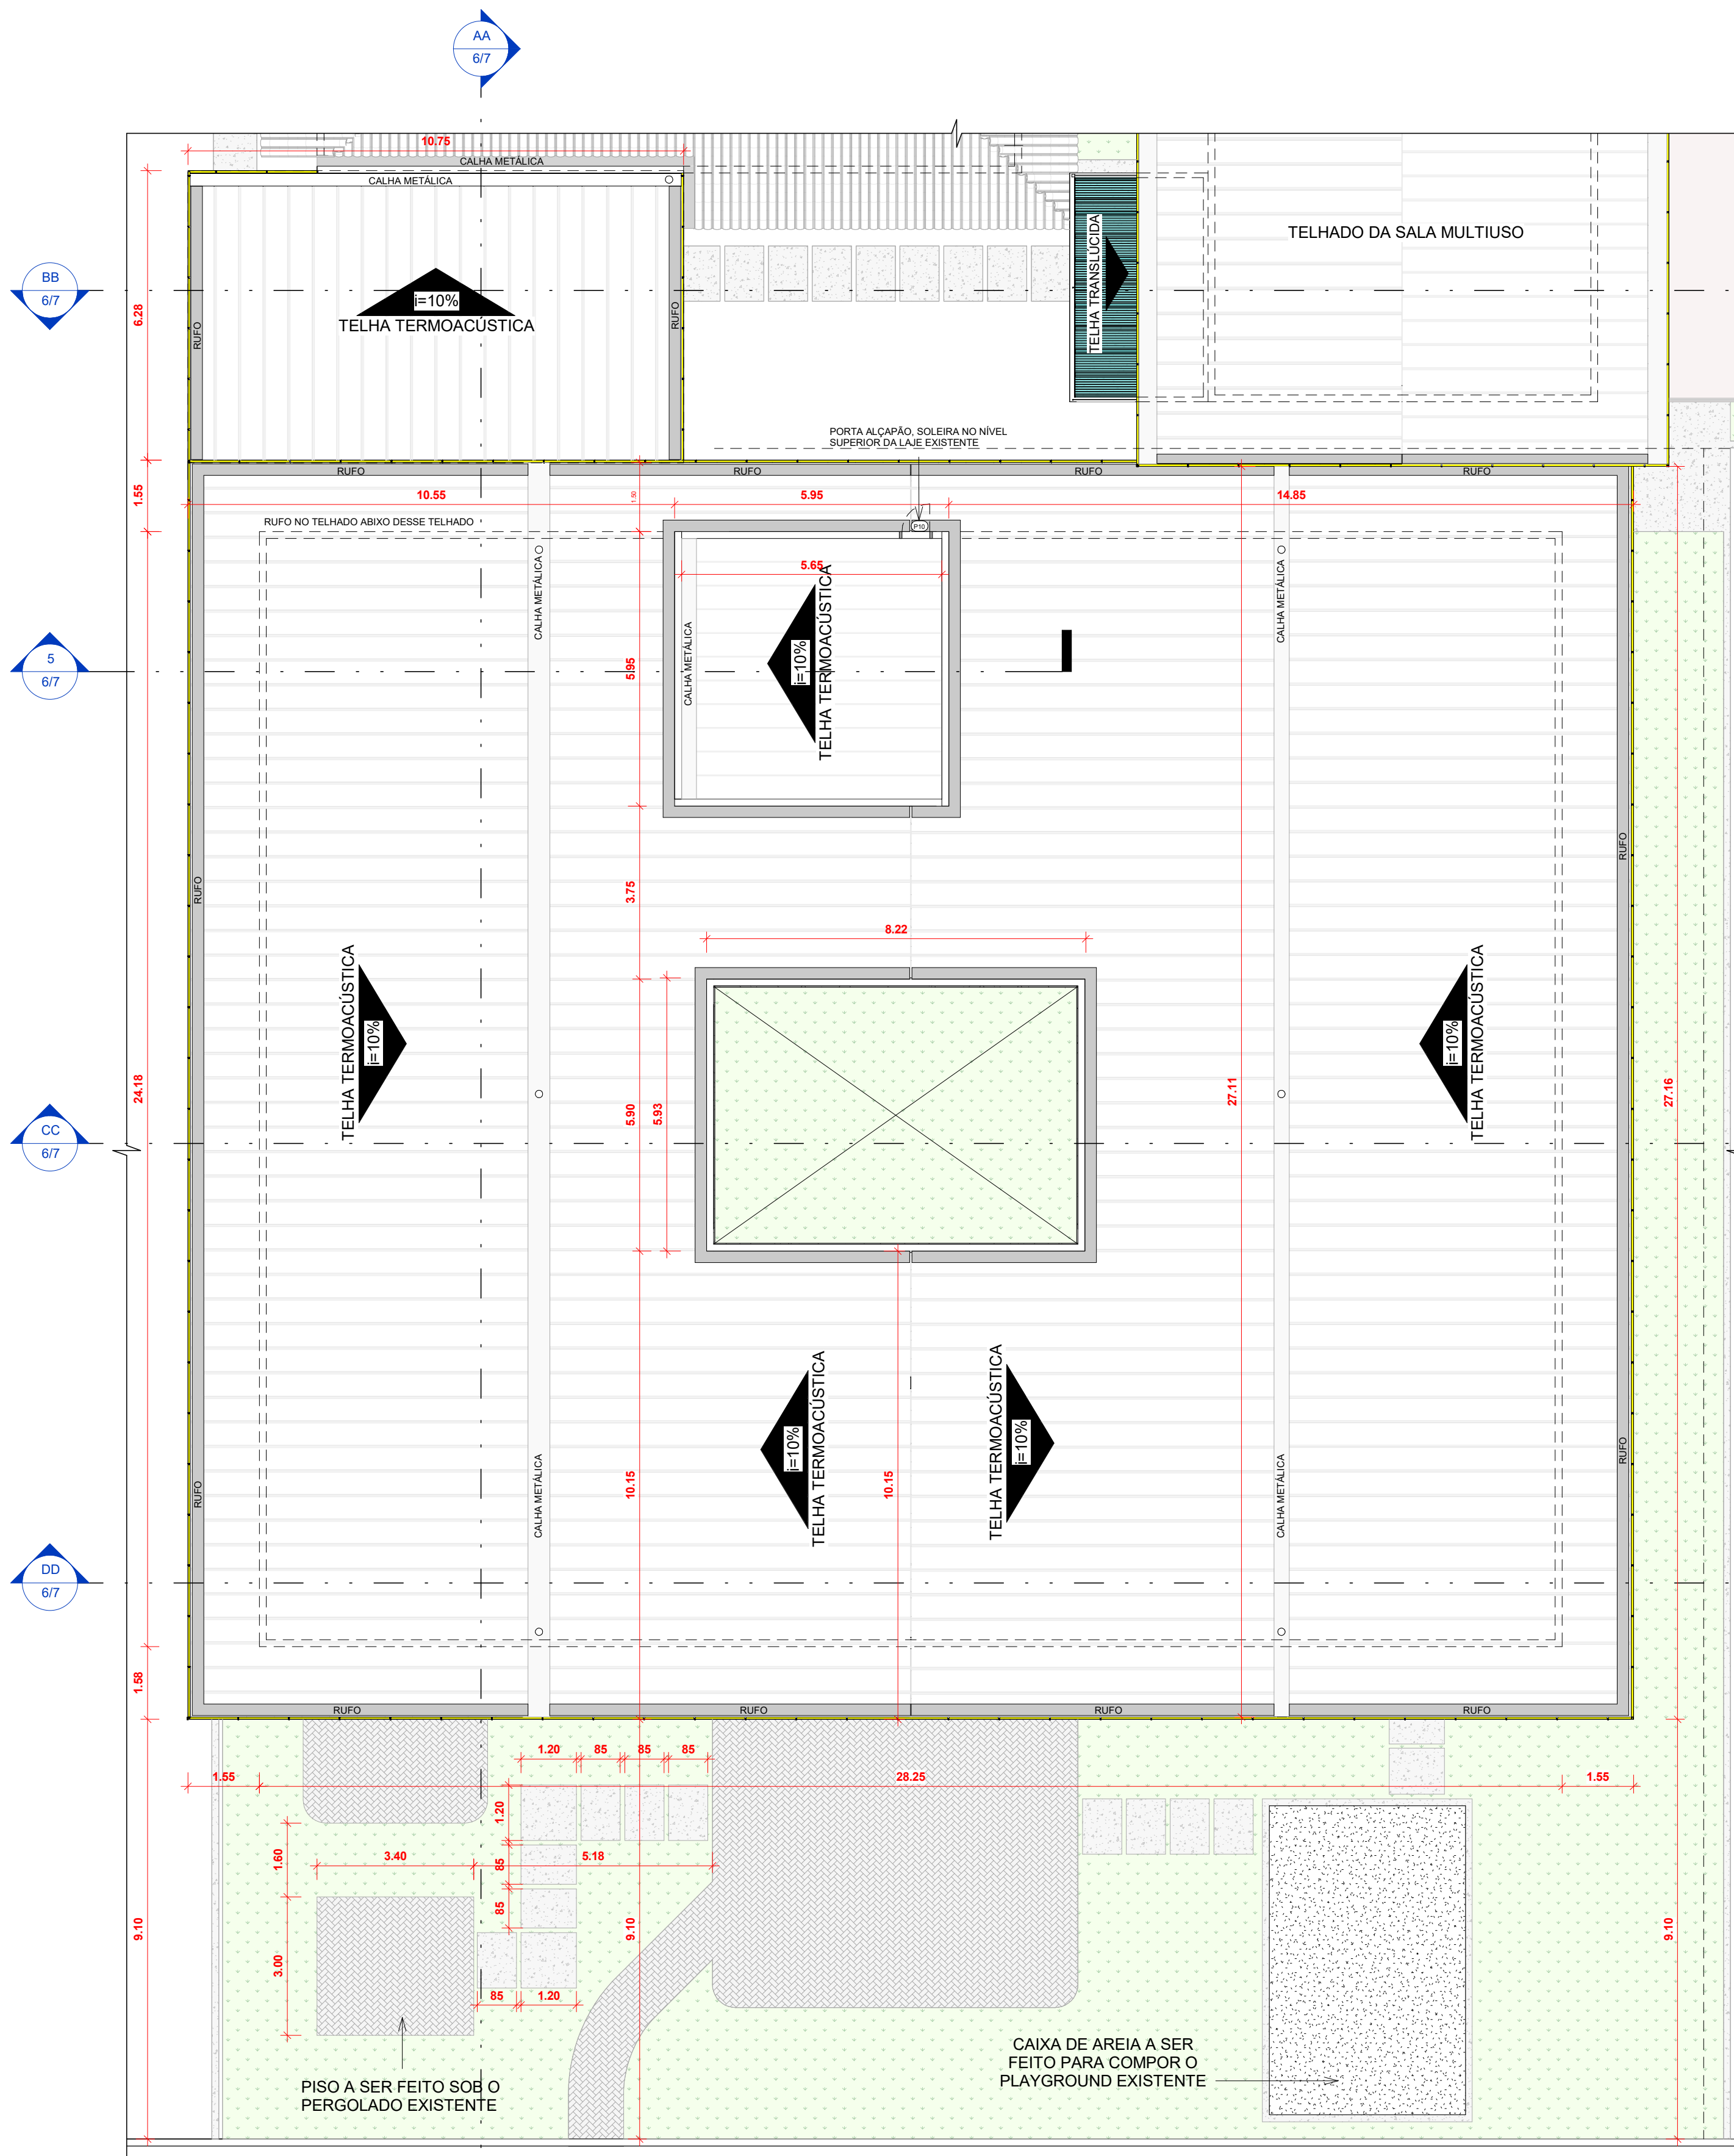 AA
6/7
10.75
CALHA METÁLICA
CALHA METÁLICA
TELHADO DA SALA MULTIUSO
TELHA TRANSLÚCIDA
BB
6/7
6.28
i=10%
TELHA TERMOACÚSTICA
RUFO
RUFO
PORTA ALÇAPÃO, SOLEIRA NO NÍVEL
SUPERIOR DA LAJE EXISTENTE
RUFO
RUFO
RUFO
RUFO
1.55
10.55
1.50
5.95
14.85
RUFO NO TELHADO ABAIXO DESSE TELHADO
P10
CALHA METÁLICA
5.65
CALHA METÁLICA
5
6/7
5.95
CALHA METÁLICA
i=10%
TELHA TERMOACÚSTICA
RUFO
3.75
RUFO
8.22
TELHA TERMOACÚSTICA
i=10%
i=10%
TELHA TERMOACÚSTICA
24.18
5.90
5.93
27.11
27.16
CC
6/7
TELHA TERMOACÚSTICA
i=10%
TELHA TERMOACÚSTICA
i=10%
RUFO
CALHA METÁLICA
10.15
10.15
CALHA METÁLICA
RUFO
DD
6/7
1.58
RUFO
RUFO
RUFO
RUFO
1.20
85
85
85
1.55
28.25
1.55
1.20
1.60
3.40
5.18
85
85
9.10
9.10
9.10
3.00
85
1.20
CAIXA DE AREIA A SER
FEITO PARA COMPOR O
PLAYGROUND EXISTENTE
PISO A SER FEITO SOB O
PERGOLADO EXISTENTE